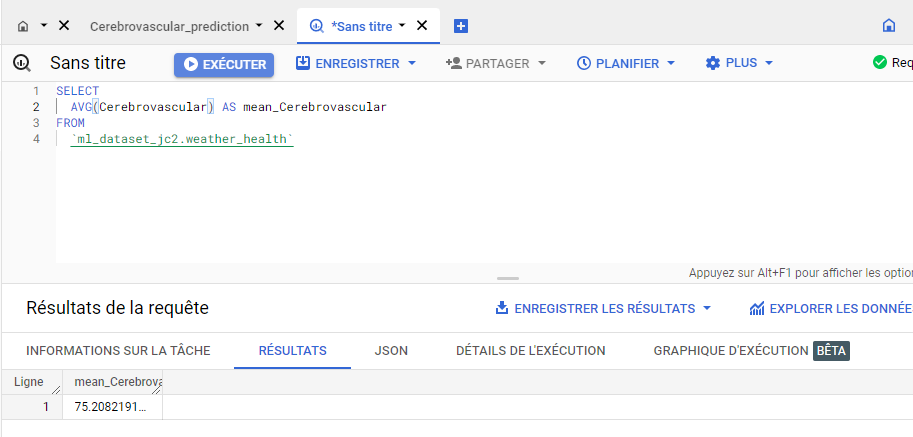 Cerebrovascular_prediction *Sans titre
Sans titre EXÉCUTER ENREGISTRER PARTAGER PLANIFIER PLUS Req
1 SELECT
2 AVG(Cerebrovascular) AS mean_Cerebrovascular
3 FROM
4 `ml_dataset_jc2.weather_health`
Appuyez sur Alt+F1 pour afficher les option
Résultats de la requête ENREGISTRER LES RÉSULTATS EXPLORER LES DONNÉE
INFORMATIONS SUR LA TÂCHE RÉSULTATS JSON DÉTAILS DE L'EXÉCUTION GRAPHIQUE D'EXÉCUTION BÊTA
Ligne mean_Cerebrova
1 75.2082191...